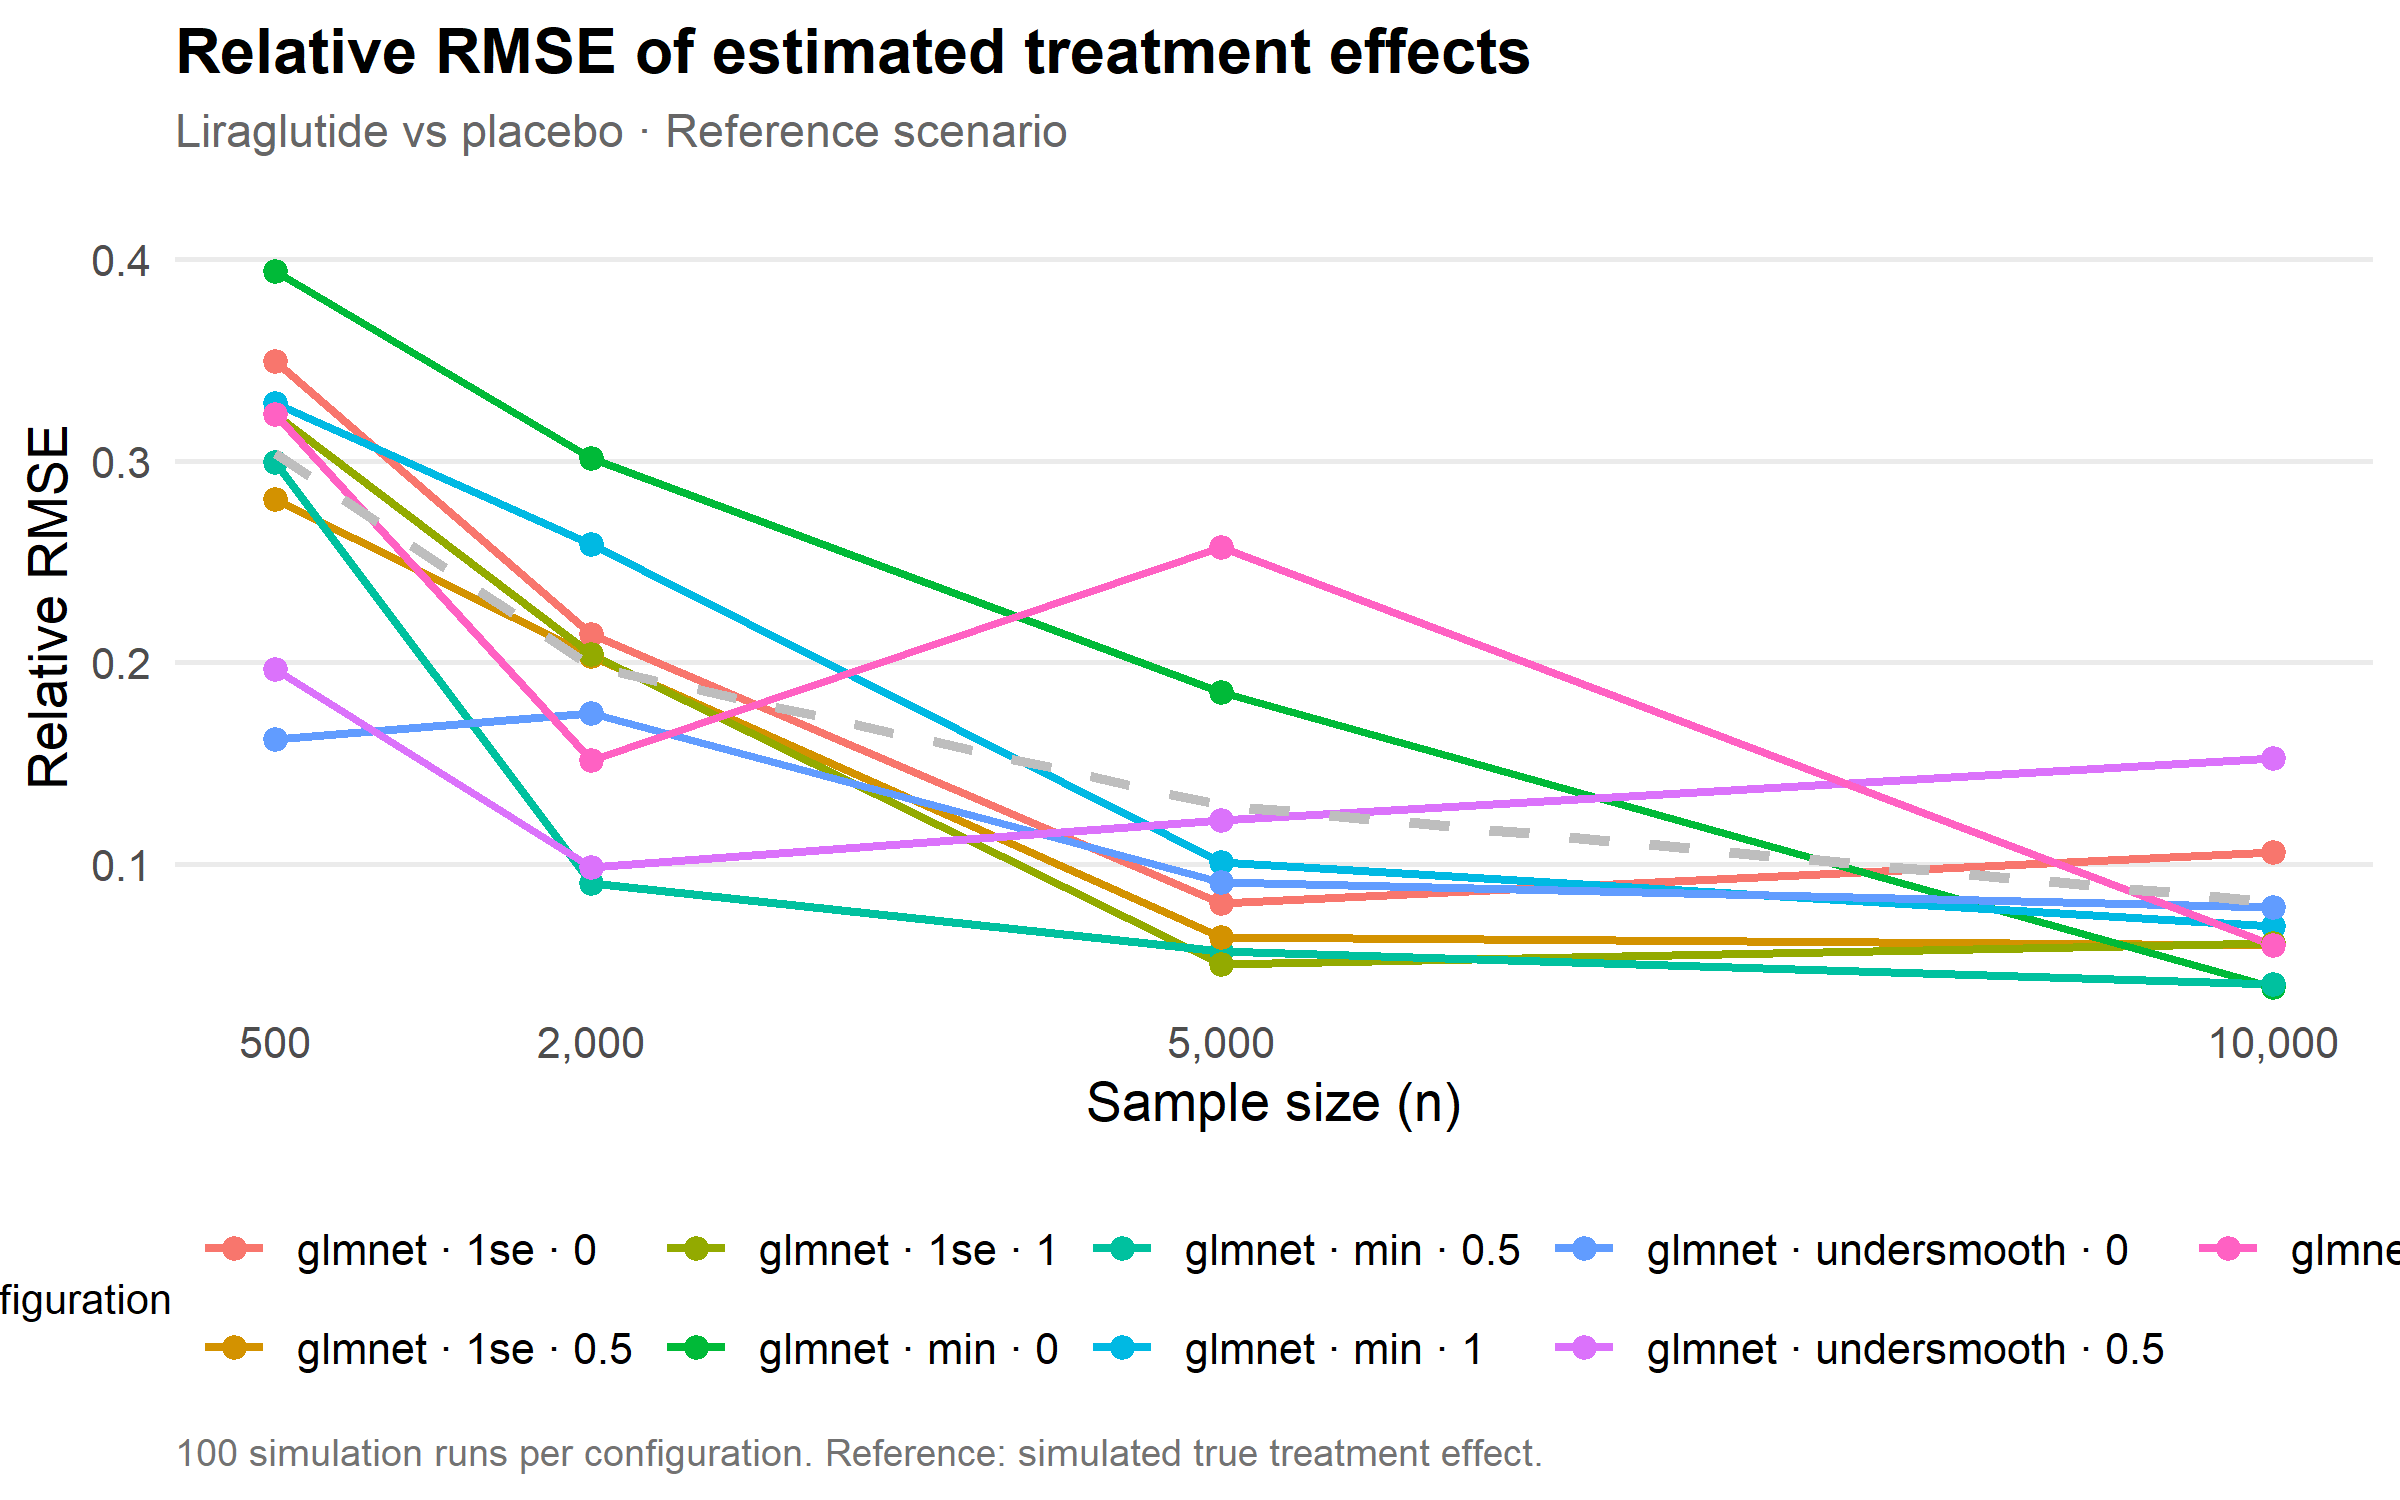 Relative RMSE of estimated treatment effects
Liraglutide vs placebo · Reference scenario
Relative RMSE
0.4
0.3
0.2
0.1
500 2,000 5,000 10,000
Sample size (n)
figuration
glmnet · 1se · 0 glmnet · 1se · 1 glmnet · min · 0.5 glmnet · undersmooth · 0 glmne
glmnet · 1se · 0.5 glmnet · min · 0 glmnet · min · 1 glmnet · undersmooth · 0.5
100 simulation runs per configuration. Reference: simulated true treatment effect.